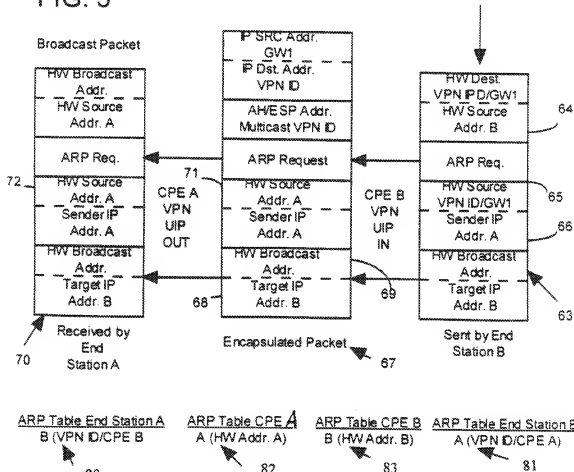 FIG. 5
Broadcast Packet
HW Broadcast
Addr.
HW Source
Addr. A
ARP Req.
HW Source
Addr. A
Sender IP
Addr. A
HW Broadcast
Addr.
Target IP
Addr. B
72
70
Received by
End
Station A
CPE A
VPN
UIP
OUT
IP SRC Addr.
GW1
IP Dst. Addr.
VPN ID
AH/ESP Addr.
Multicast VPN ID
ARP Request
HW Source
Addr. A
Sender IP
Addr. A
HW Broadcast
Addr.
Target IP
Addr. B
71
68
69
Encapsulated Packet
67
CPE B
VPN
UIP
IN
HW Dest.
VPN IPD/GW1
HW Source
Addr. B
ARP Req.
HW Source
VPN ID/GW1
Sender IP
Addr. A
HW Broadcast
Addr.
Target IP
Addr. B
64
65
66
63
Sent by End
Station B
ARP Table End Station A
B (VPN ID/CPE B
ARP Table CPE A
A (HW Addr. A)
82
ARP Table CPE B
B (HW Addr. B)
83
ARP Table End Station B
A (VPN ID/CPE A)
81